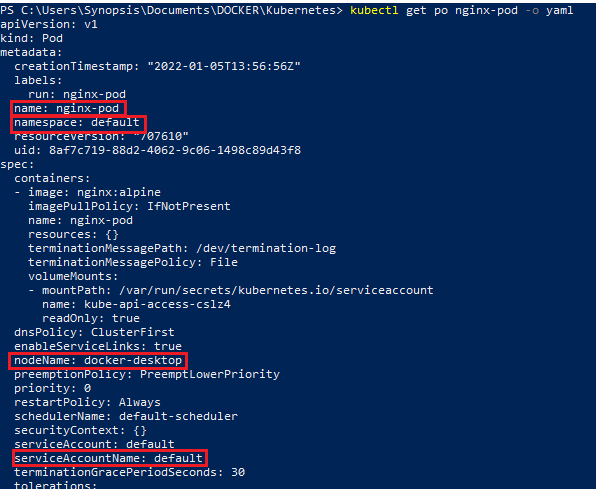 PS C:\Users\Synopsis\Documents\DOCKER\Kubernetes> kubectl get po nginx-pod -o yaml
apiVersion: v1
kind: Pod
metadata:
  creationTimestamp: "2022-01-05T13:56:56Z"
  labels:
    run: nginx-pod
  name: nginx-pod
  namespace: default
  resourceVersion: "707610"
  uid: 8af7c719-88d2-4062-9c06-1498c89d43f8
spec:
  containers:
  - image: nginx:alpine
    imagePullPolicy: IfNotPresent
    name: nginx-pod
    resources: {}
    terminationMessagePath: /dev/termination-log
    terminationMessagePolicy: File
    volumeMounts:
    - mountPath: /var/run/secrets/kubernetes.io/serviceaccount
      name: kube-api-access-cslz4
      readOnly: true
  dnsPolicy: ClusterFirst
  enableServiceLinks: true
  nodeName: docker-desktop
  preemptionPolicy: PreemptLowerPriority
  priority: 0
  restartPolicy: Always
  schedulerName: default-scheduler
  securityContext: {}
  serviceAccount: default
  serviceAccountName: default
  terminationGracePeriodSeconds: 30
  tolerations: